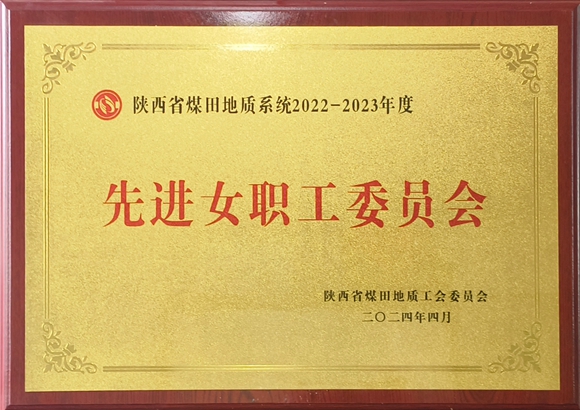 陕西省煤田地质系统2022-2023年度
先进女职工委员会
陕西省煤田地质工会委员会
二〇二四年四月